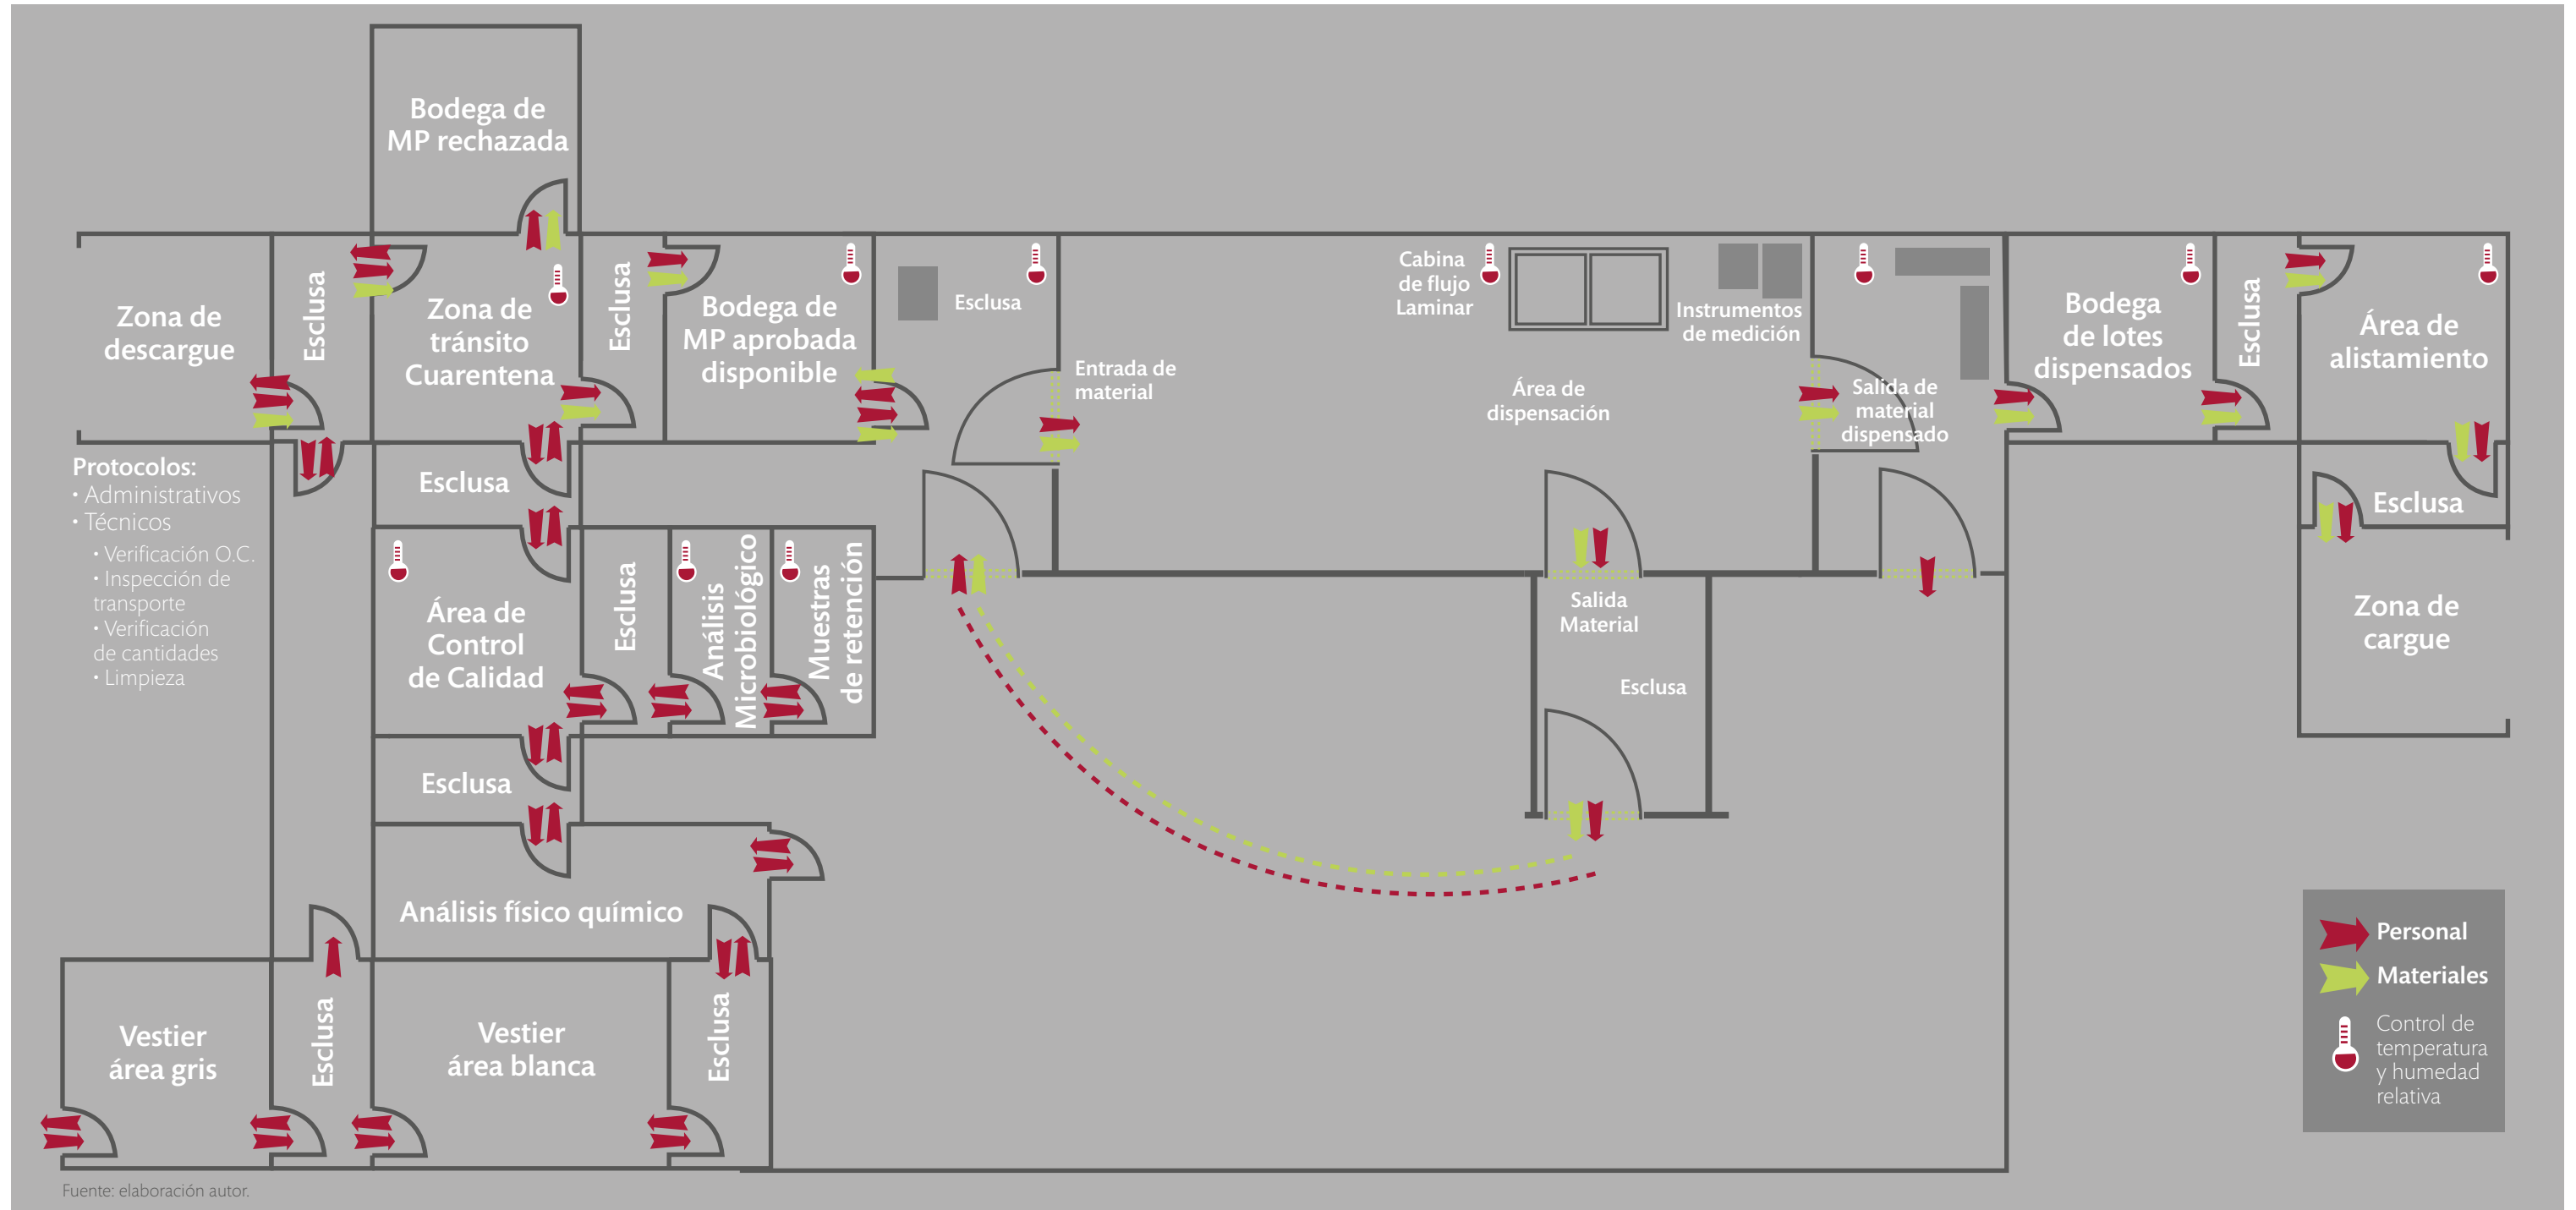 Bodega de
MP rechazada
Zona de
descargue
Esclusa
Zona de
tránsito
Cuarentena
Esclusa
Bodega de
MP aprobada
disponible
Esclusa
Entrada de
material
Cabina
de flujo
Laminar
Instrumentos
de medición
Área de
dispensación
Salida de
material
dispensado
Bodega
de lotes
dispensados
Esclusa
Área de
alistamiento
Protocolos:
• Administrativos
• Técnicos
• Verificación O.C.
• Inspección de
transporte
• Verificación
de cantidades
• Limpieza
Esclusa
Esclusa
Área de
Control
de Calidad
Esclusa
Análisis
Microbiológico
Muestras
de retención
Salida
Material
Esclusa
Zona de
cargue
Esclusa
Análisis físico químico
Vestier
área gris
Esclusa
Vestier
área blanca
Esclusa
Personal
Materiales
Control de
temperatura
y humedad
relativa
Fuente: elaboración autor.